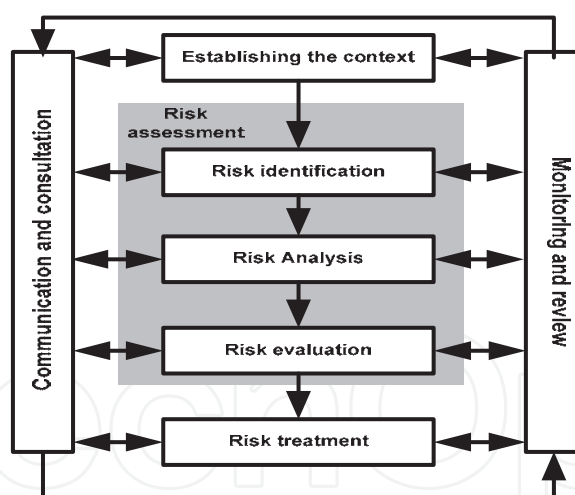 Establishing the context
Risk
assessment
Risk identification
Risk Analysis
Risk evaluation
Risk treatment
Communication and consultation
Monitoring and review